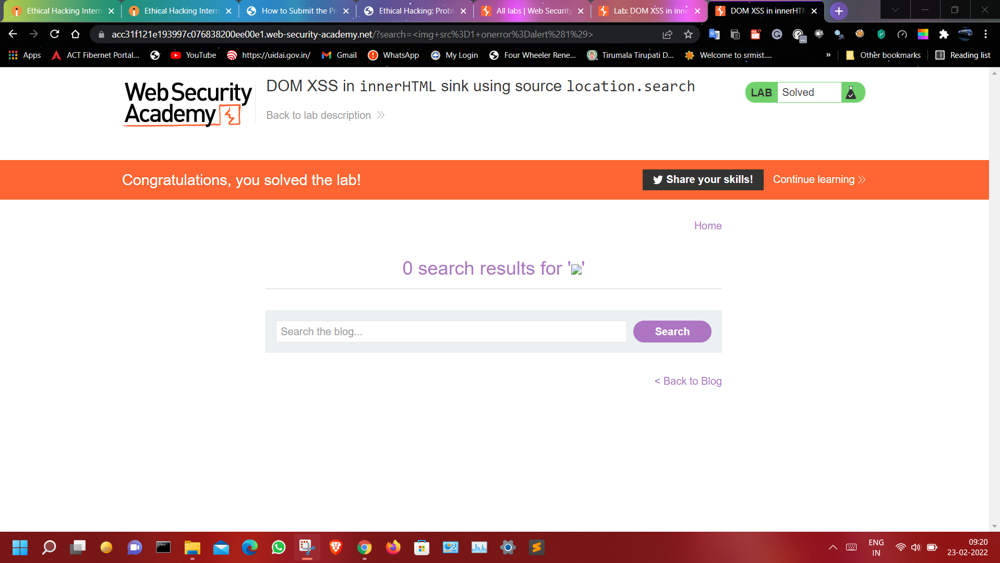 Ethical Hacking Intern
Ethical Hacking Intern
How to Submit the Pr
Ethical Hacking: Probl
All labs | Web Security
Lab: DOM XSS in inne
DOM XSS in innerHTM
acc31f121e193997c076838200ee00e1.web-security-academy.net/?search=<img+src%3D1+onerror%3Dalert%281%29>
Apps
ACT Fibernet Portal...
YouTube
https://uidai.gov.in/
Gmail
WhatsApp
My Login
Four Wheeler Rene...
Tirumala Tirupati D...
Welcome to srmist....
»
Other bookmarks
Reading list
Web Security
Academy
DOM XSS in innerHTML sink using source location.search
Back to lab description
LAB Solved
Congratulations, you solved the lab!
Share your skills!
Continue learning
Home
0 search results for ''
Search the blog...
Search
< Back to Blog
ENG
IN
09:20
23-02-2022